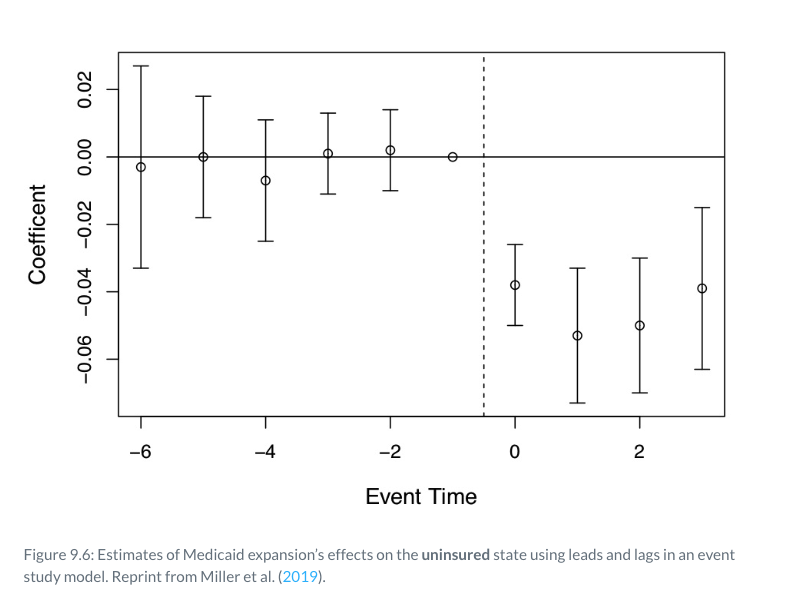 0.02
0.00
−0.02
−0.04
−0.06
Coefficent
−6
−4
−2
0
2
Event Time
Figure 9.6: Estimates of Medicaid expansion’s effects on the uninsured state using leads and lags in an event
study model. Reprint from Miller et al. (2019).